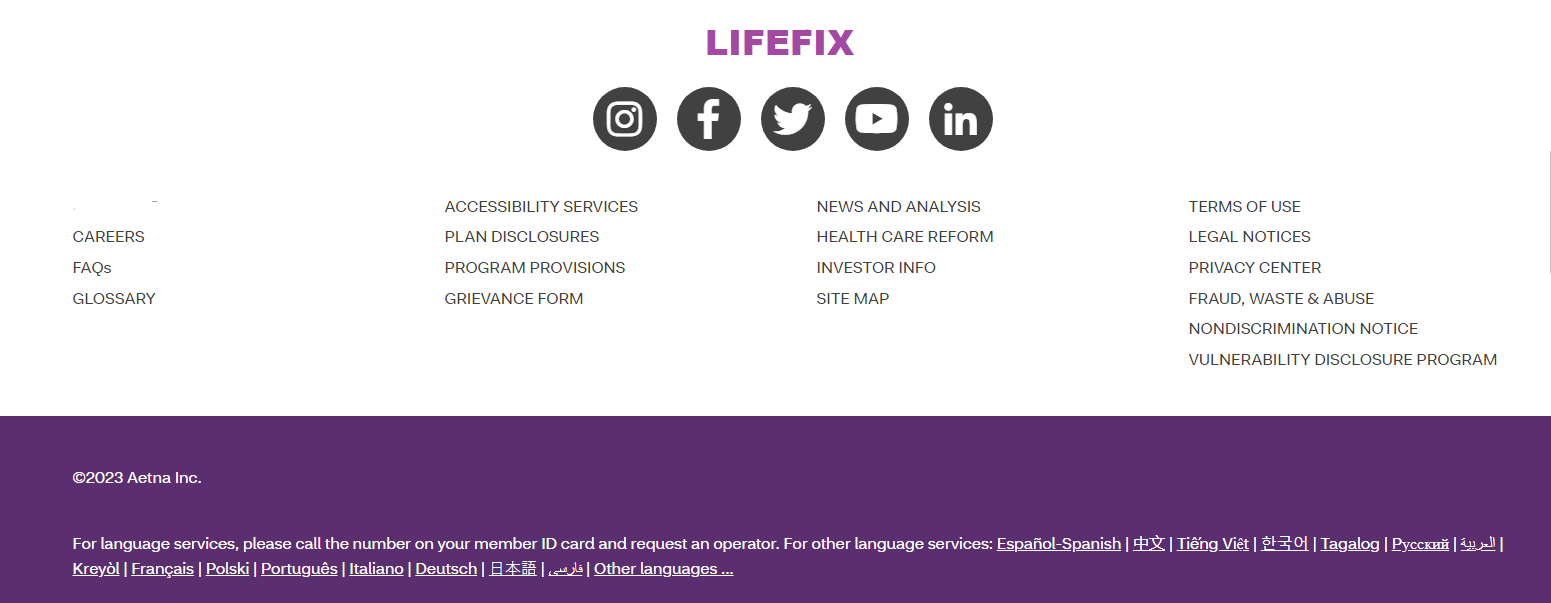 LIFEFIX
CAREERS
FAQs
GLOSSARY
ACCESSIBILITY SERVICES
PLAN DISCLOSURES
PROGRAM PROVISIONS
GRIEVANCE FORM
NEWS AND ANALYSIS
HEALTH CARE REFORM
INVESTOR INFO
SITE MAP
TERMS OF USE
LEGAL NOTICES
PRIVACY CENTER
FRAUD, WASTE & ABUSE
NONDISCRIMINATION NOTICE
VULNERABILITY DISCLOSURE PROGRAM
©2023 Aetna Inc.
For language services, please call the number on your member ID card and request an operator. For other language services: Español-Spanish | 中文 | Tiếng Việt | 한국어 | Tagalog | Pyccкий | العربية |
Kreyòl | Français | Polski | Português | Italiano | Deutsch | 日本語 | فارسی | Other languages ...